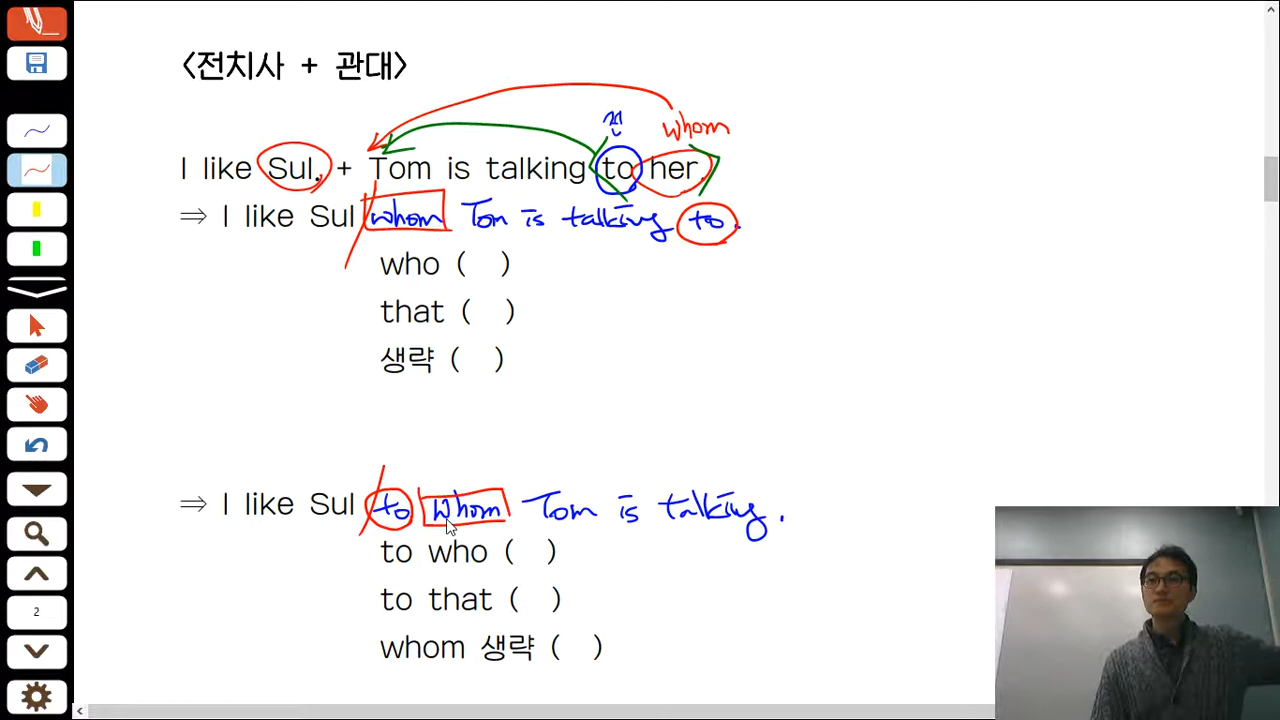 <전치사 + 관대>
전
whom
I like Sul. + Tom is talking to her.
⇒ I like Sul whom Tom is talking to.
who (   )
that (   )
생략 (   )
⇒ I like Sul to whom Tom is talking.
to who (   )
to that (   )
whom 생략 (   )
2